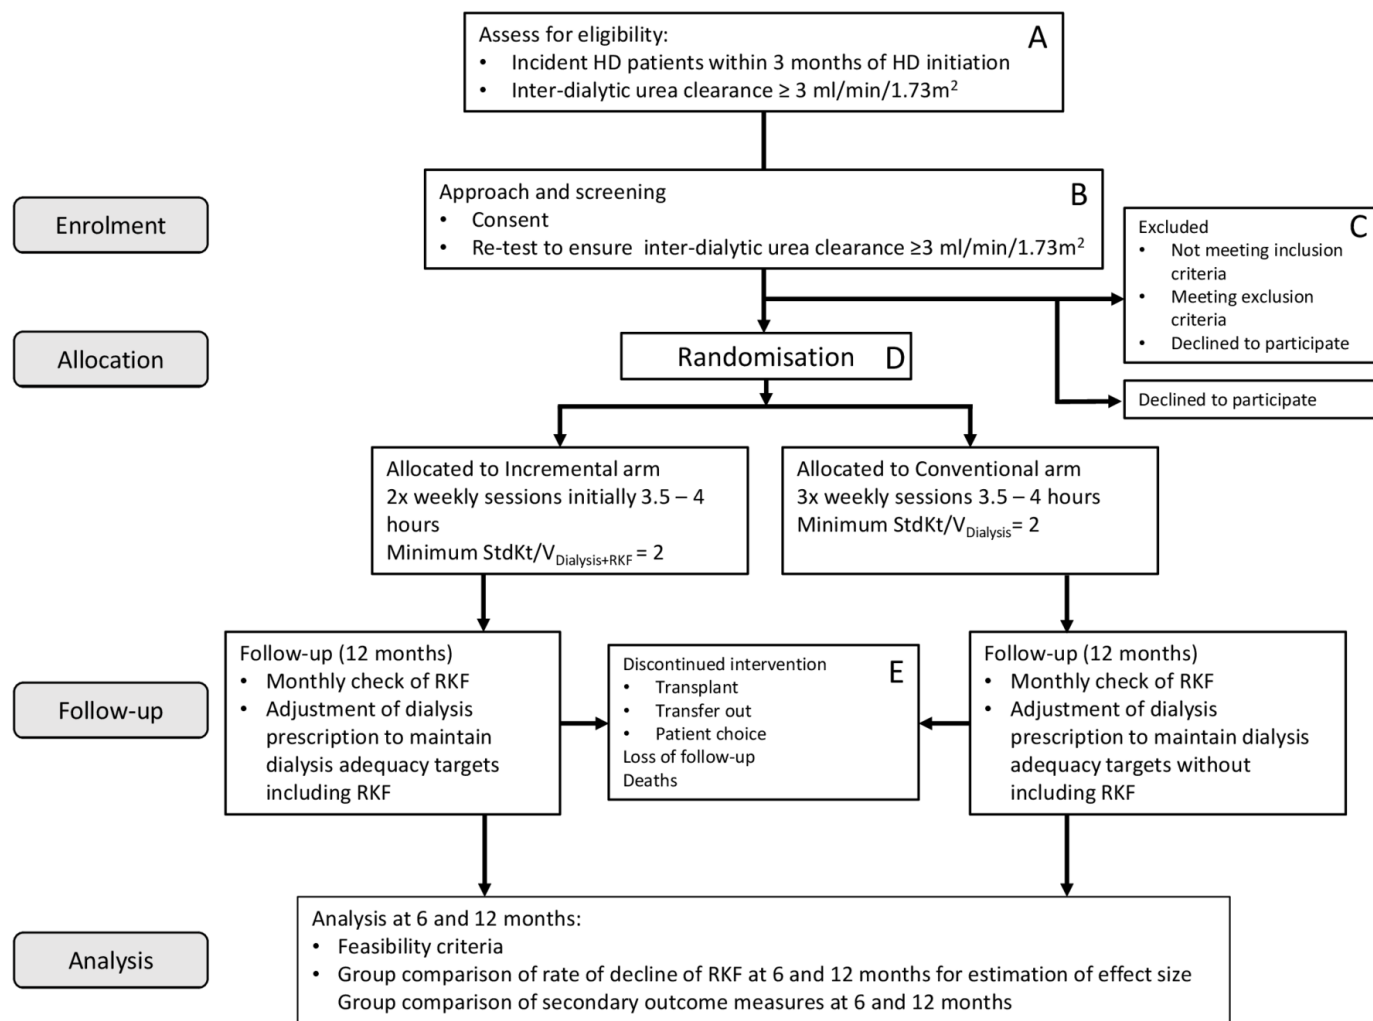 Assess for eligibility:
A
• Incident HD patients within 3 months of HD initiation
• Inter-dialytic urea clearance ≥ 3 ml/min/1.73m²
Enrolment
Approach and screening
B
• Consent
• Re-test to ensure inter-dialytic urea clearance ≥3 ml/min/1.73m²
Excluded
C
• Not meeting inclusion
criteria
• Meeting exclusion
criteria
• Declined to participate
Declined to participate
Allocation
Randomisation D
Allocated to Incremental arm
2x weekly sessions initially 3.5 – 4
hours
Minimum StdKt/VDialysis+RKF = 2
Allocated to Conventional arm
3x weekly sessions 3.5 – 4 hours
Minimum StdKt/VDialysis= 2
Follow-up
Follow-up (12 months)
• Monthly check of RKF
• Adjustment of dialysis
prescription to maintain
dialysis adequacy targets
including RKF
Discontinued intervention
E
• Transplant
• Transfer out
• Patient choice
Loss of follow-up
Deaths
Follow-up (12 months)
• Monthly check of RKF
• Adjustment of dialysis
prescription to maintain dialysis
adequacy targets without
including RKF
Analysis
Analysis at 6 and 12 months:
• Feasibility criteria
• Group comparison of rate of decline of RKF at 6 and 12 months for estimation of effect size
Group comparison of secondary outcome measures at 6 and 12 months